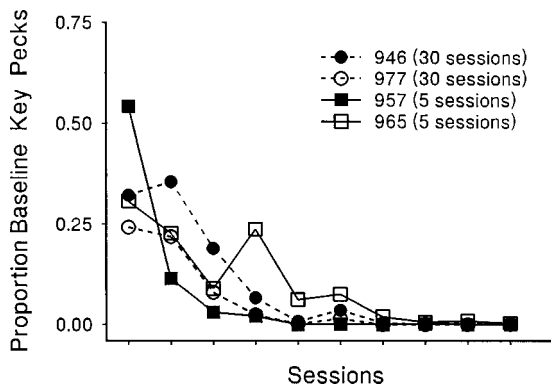 Proportion Baseline Key Pecks
0.75
0.50
0.25
0.00
946 (30 sessions)
977 (30 sessions)
957 (5 sessions)
965 (5 sessions)
Sessions